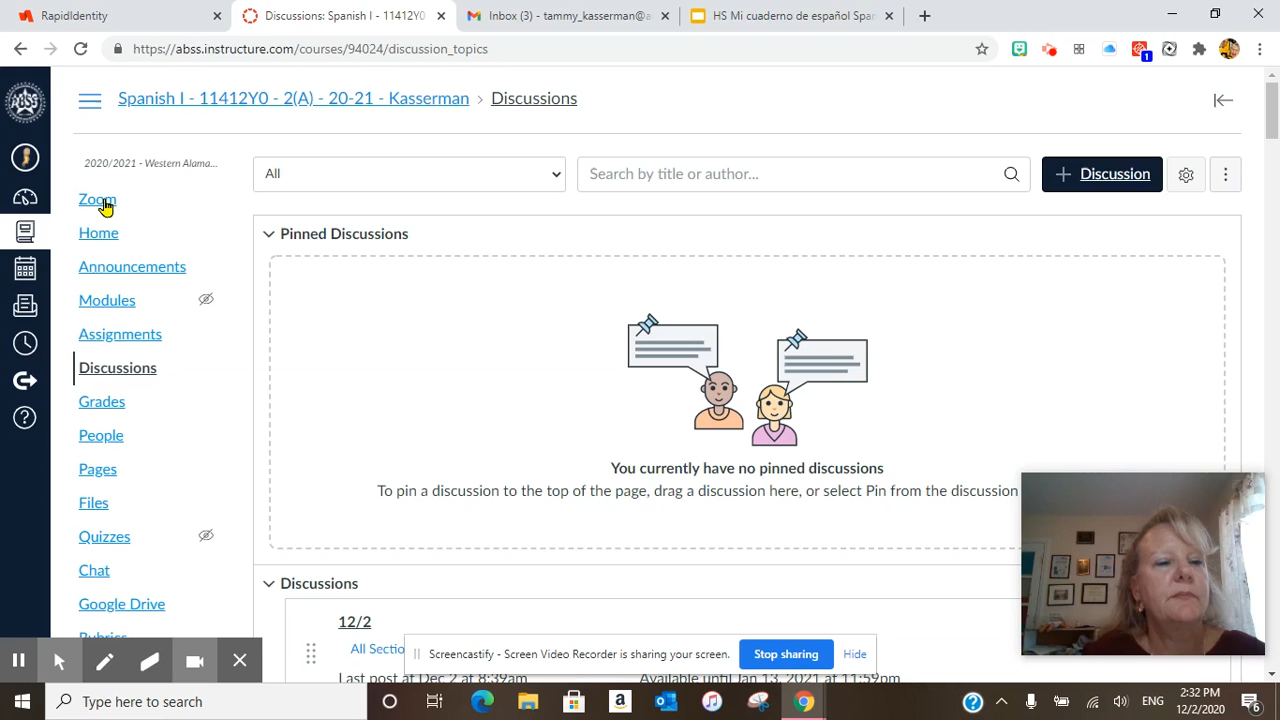 RapidIdentity
Discussions: Spanish I - 11412Y0
Inbox (3) - tammy_kasserman@a
HS Mi cuaderno de español Span
https://abss.instructure.com/courses/94024/discussion_topics
1
ABSS
Spanish I - 11412Y0 - 2(A) - 20-21 - Kasserman > Discussions
2020/2021 - Western Alama...
All
Search by title or author...
Discussion
Zoom
Home
Announcements
Modules
Assignments
Discussions
Grades
People
Pages
Files
Quizzes
Chat
Google Drive
Rubrics
Pinned Discussions
You currently have no pinned discussions
To pin a discussion to the top of the page, drag a discussion here, or select Pin from the discussion
Discussions
12/2
All Sectio
Last post at Dec 2 at 8:39am
Available until Jan 13, 2021 at 11:59pm
Screencastify - Screen Video Recorder is sharing your screen.
Stop sharing
Hide
Type here to search
ENG
2:32 PM
12/2/2020
6